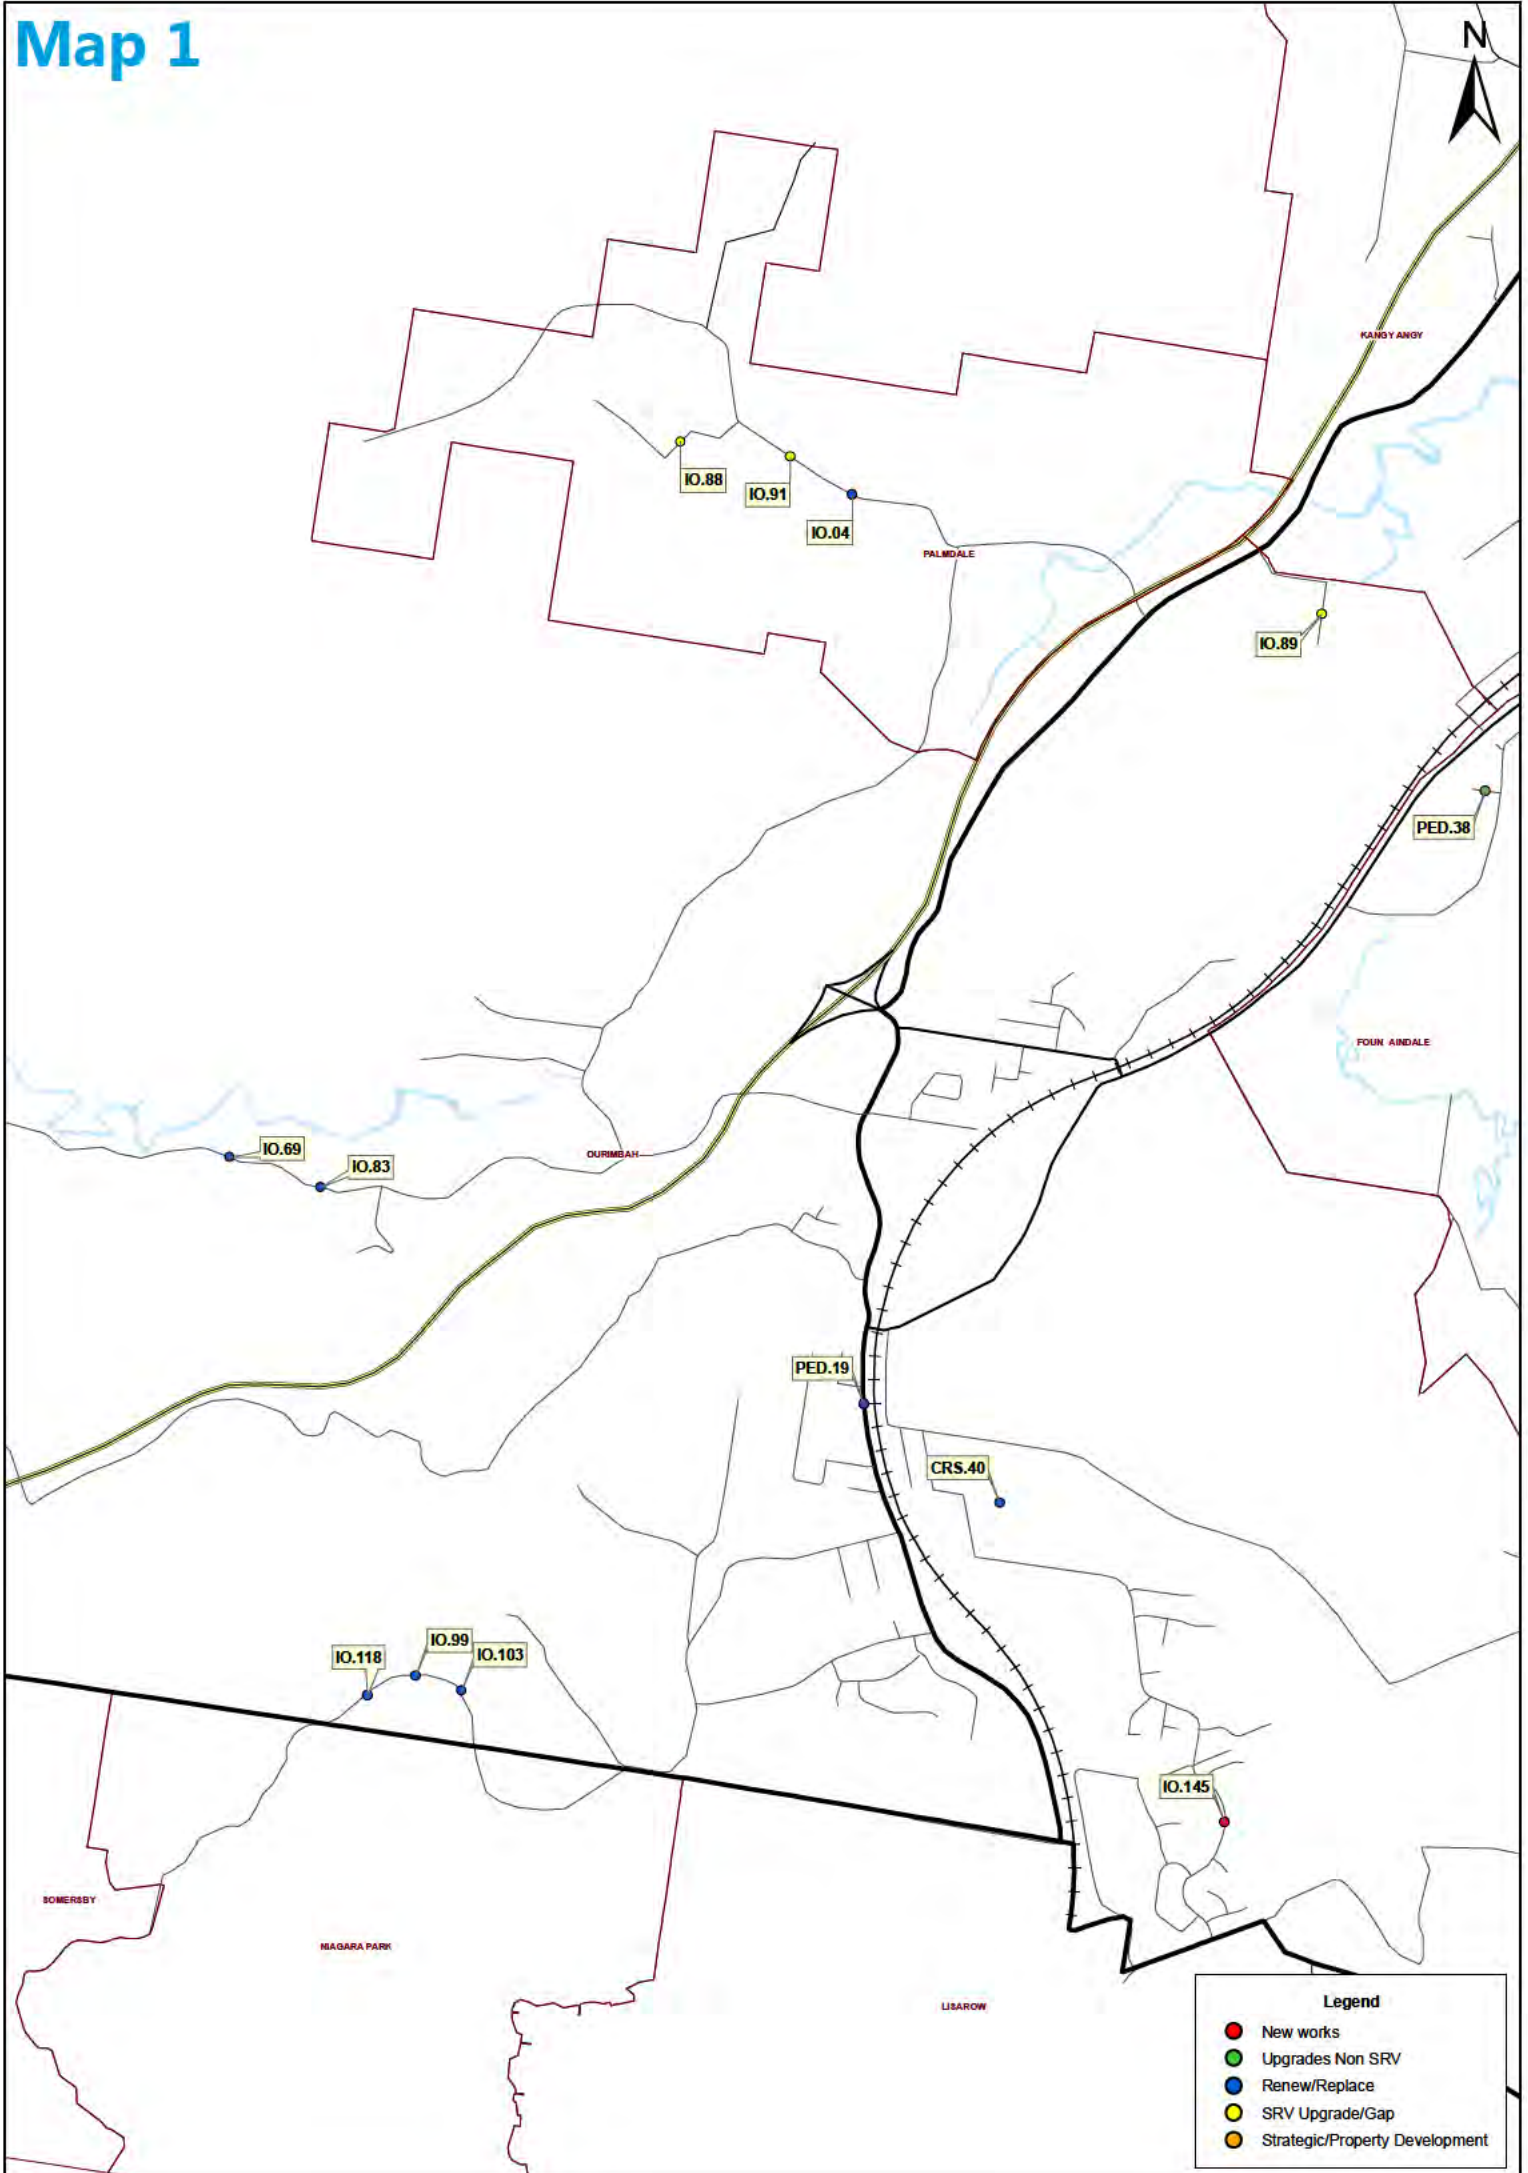 Map 1
N
KANGY ANGY
IO.88
IO.91
IO.04
PALMDALE
IO.89
PED.38
FOUN AINDALE
IO.69
IO.83
OURIMBAH
PED.19
CRS.40
IO.118
IO.99
IO.103
IO.145
SOMERSBY
NIAGARA PARK
LISAROW
Legend
New works
Upgrades Non SRV
Renew/Replace
SRV Upgrade/Gap
Strategic/Property Development